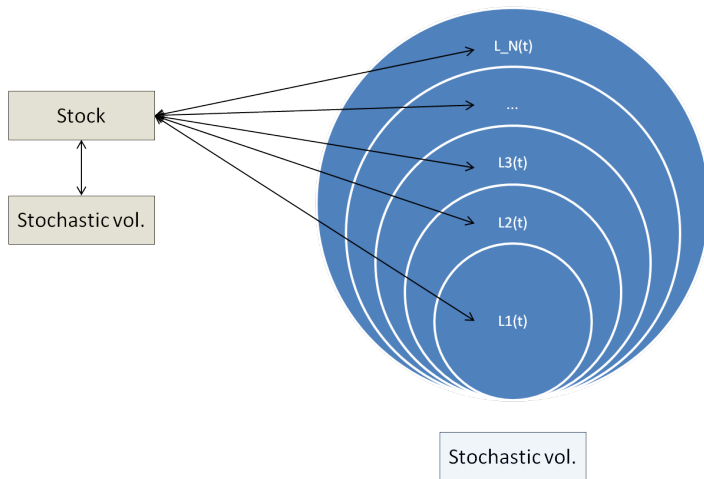 L_N(t)
...
Stock
L3(t)
Stochastic vol.
L2(t)
L1(t)
Stochastic vol.